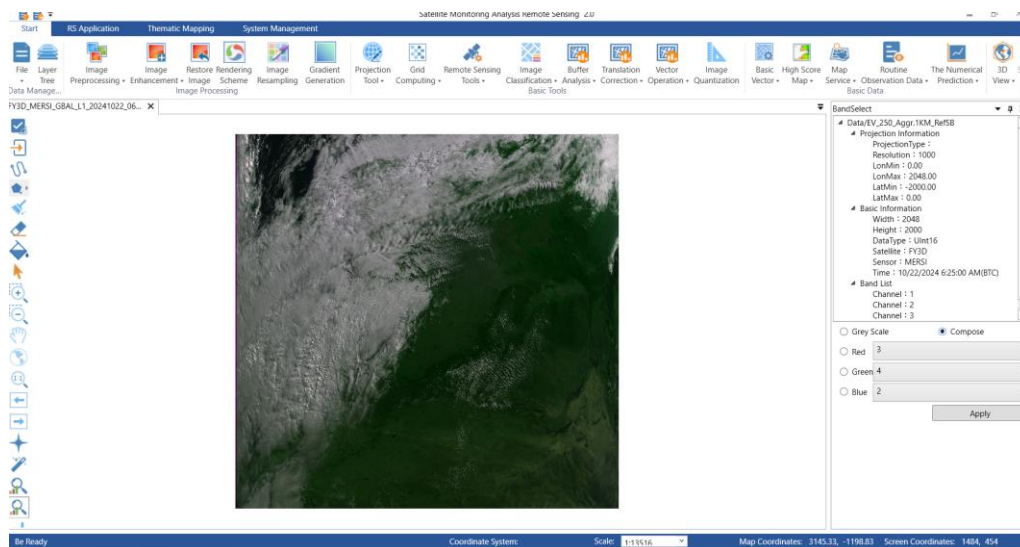 Satellite Monitoring Analysis Remote Sensing 2.0
Start RS Application Thematic Mapping System Management
File Layer Tree Image Preprocessing Image Enhancement Restore Image Rendering Scheme Image Resampling Gradient Generation Projection Tool Grid Computing Remote Sensing Tools Image Classification Buffer Analysis Translation Correction Vector Operation Image Quantization Basic Vector High Score Map Map Service Routine Observation Data The Numerical Prediction 3D View
Data Manage... Image Processing Basic Tools Basic Data
FY3D_MERSI_GBAL_L1_20241022_06...
BandSelect
Data/EV_250_Aggr.1KM_RefSB
Projection Information
ProjectionType :
Resolution : 1000
LonMin : 0.00
LonMax : 2048.00
LatMin : -2000.00
LatMax : 0.00
Basic Information
Width : 2048
Height : 2000
DataType : UInt16
Satellite : FY3D
Sensor : MERSI
Time : 10/22/2024 6:25:00 AM(BTC)
Band List
Channel : 1
Channel : 2
Channel : 3
Grey Scale Compose
Red 3
Green 4
Blue 2
Apply
1:1
Be Ready Coordinate System: Scale: 1:13516 Map Coordinates: 3145.33, -1198.83 Screen Coordinates: 1484, 454